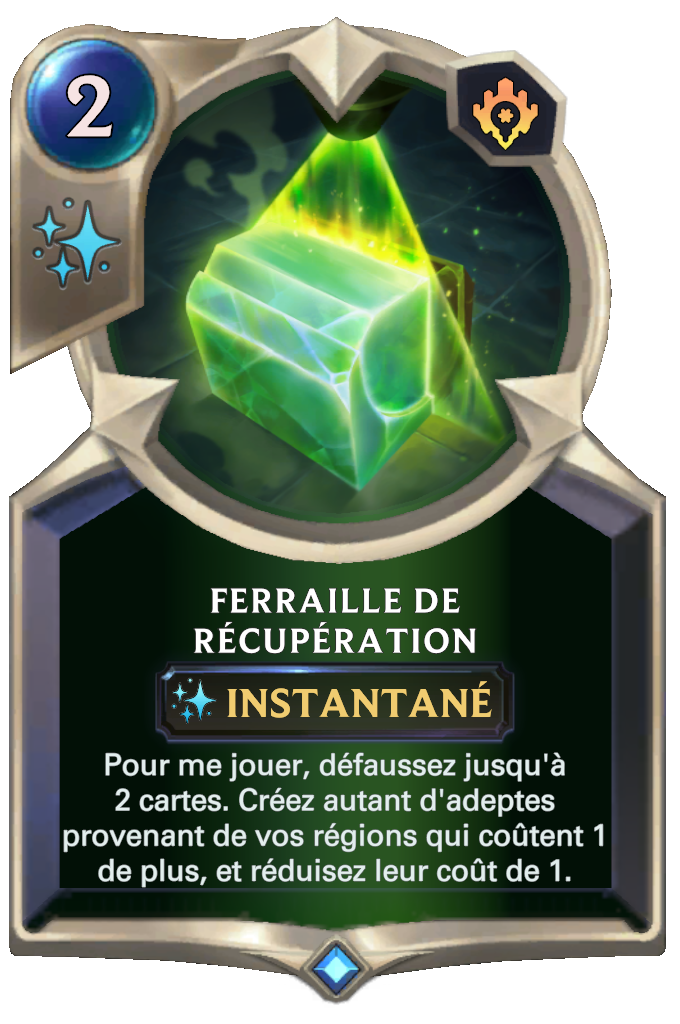 2
FERRAILLE DE
RÉCUPÉRATION
INSTANTANÉ
Pour me jouer, défaussez jusqu'à
2 cartes. Créez autant d'adeptes
provenant de vos régions qui coûtent 1
de plus, et réduisez leur coût de 1.